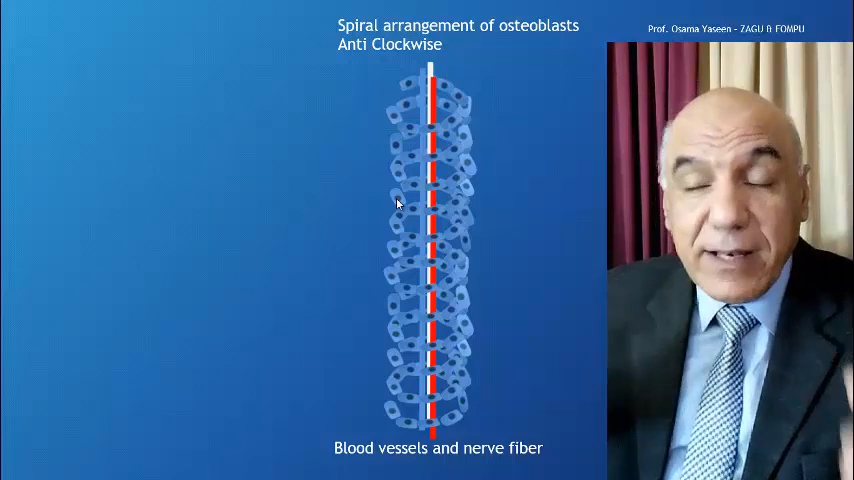 Spiral arrangement of osteoblasts
Anti Clockwise
Prof. Osama Yaseen - ZAGU & FOMPU
Blood vessels and nerve fiber